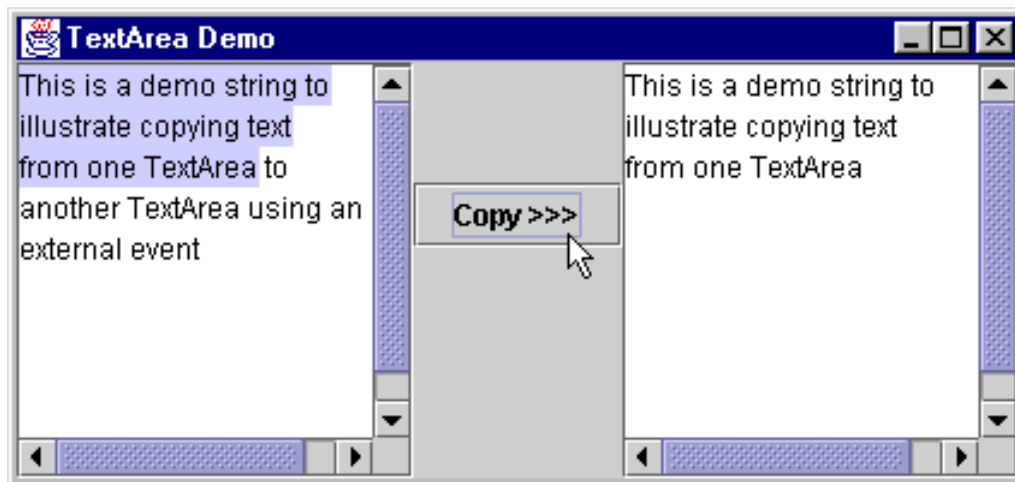 TextArea Demo
This is a demo string to
illustrate copying text
from one TextArea to
another TextArea using an
external event
Copy >>>
This is a demo string to
illustrate copying text
from one TextArea